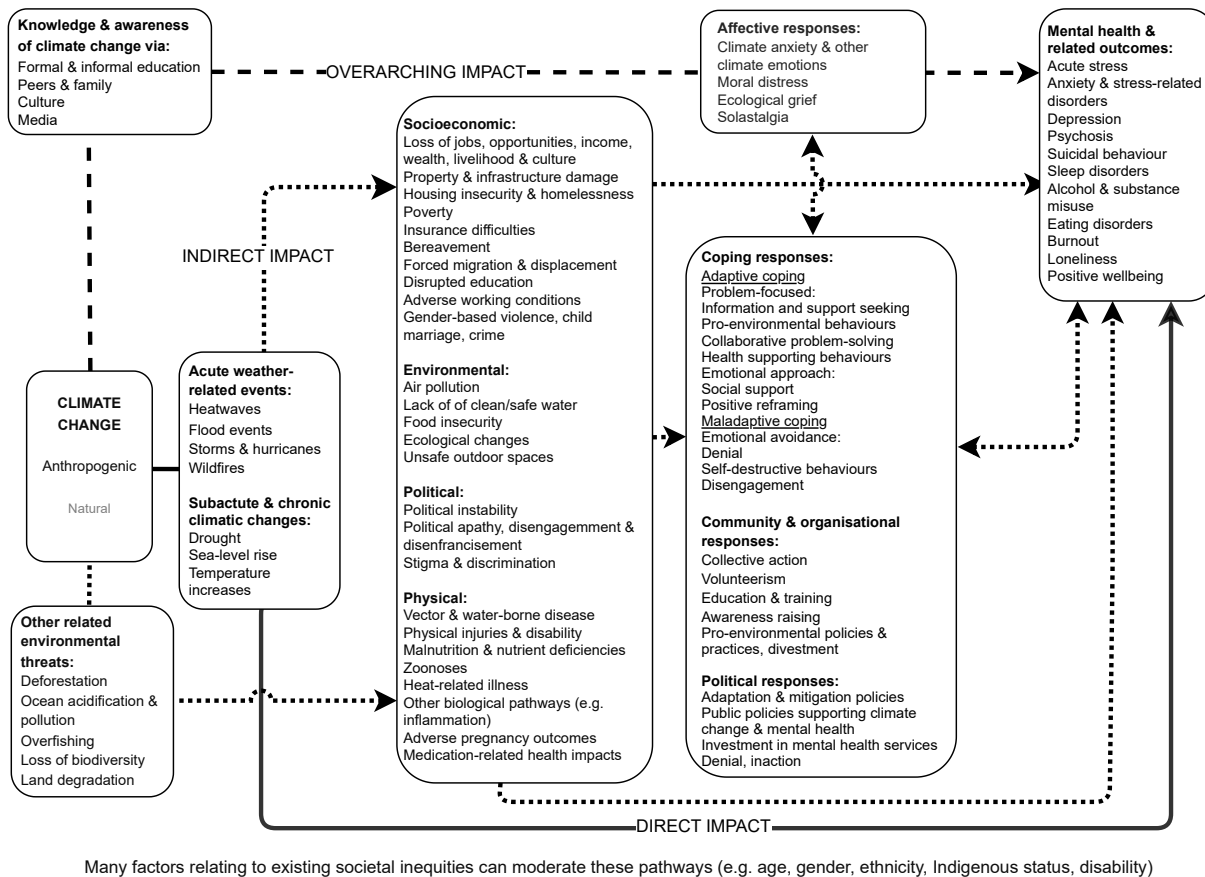 Knowledge & awareness
of climate change via:
Formal & informal education
Peers & family
Culture
Media
OVERARCHING IMPACT
Affective responses:
Climate anxiety & other
climate emotions
Moral distress
Ecological grief
Solastalgia
Mental health &
related outcomes:
Acute stress
Anxiety & stress-related
disorders
Depression
Psychosis
Suicidal behaviour
Sleep disorders
Alcohol & substance
misuse
Eating disorders
Burnout
Loneliness
Positive wellbeing
INDIRECT IMPACT
Socioeconomic:
Loss of jobs, opportunities, income,
wealth, livelihood & culture
Property & infrastructure damage
Housing insecurity & homelessness
Poverty
Insurance difficulties
Bereavement
Forced migration & displacement
Disrupted education
Adverse working conditions
Gender-based violence, child
marriage, crime
Environmental:
Air pollution
Lack of of clean/safe water
Food insecurity
Ecological changes
Unsafe outdoor spaces
Political:
Political instability
Political apathy, disengagemment &
disenfrancisement
Stigma & discrimination
Physical:
Vector & water-borne disease
Physical injuries & disability
Malnutrition & nutrient deficiencies
Zoonoses
Heat-related illness
Other biological pathways (e.g.
inflammation)
Adverse pregnancy outcomes
Medication-related health impacts
Coping responses:
Adaptive coping
Problem-focused:
Information and support seeking
Pro-environmental behaviours
Collaborative problem-solving
Health supporting behaviours
Emotional approach:
Social support
Positive reframing
Maladaptive coping
Emotional avoidance:
Denial
Self-destructive behaviours
Disengagement
Community & organisational
responses:
Collective action
Volunteerism
Education & training
Awareness raising
Pro-environmental policies &
practices, divestment
Political responses:
Adaptation & mitigation policies
Public policies supporting climate
change & mental health
Investment in mental health services
Denial, inaction
CLIMATE
CHANGE
Anthropogenic
Natural
Acute weather-
related events:
Heatwaves
Flood events
Storms & hurricanes
Wildfires
Subactute & chronic
climatic changes:
Drought
Sea-level rise
Temperature
increases
Other related
environmental
threats:
Deforestation
Ocean acidification &
pollution
Overfishing
Loss of biodiversity
Land degradation
DIRECT IMPACT
Many factors relating to existing societal inequities can moderate these pathways (e.g. age, gender, ethnicity, Indigenous status, disability)